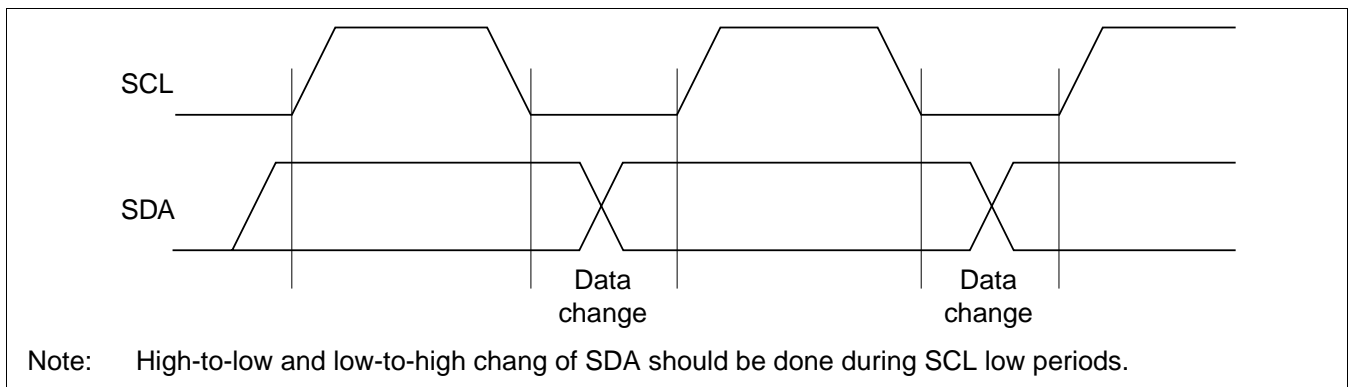 SCL
SDA
Data
change
Data
change
Note: High-to-low and low-to-high chang of SDA should be done during SCL low periods.